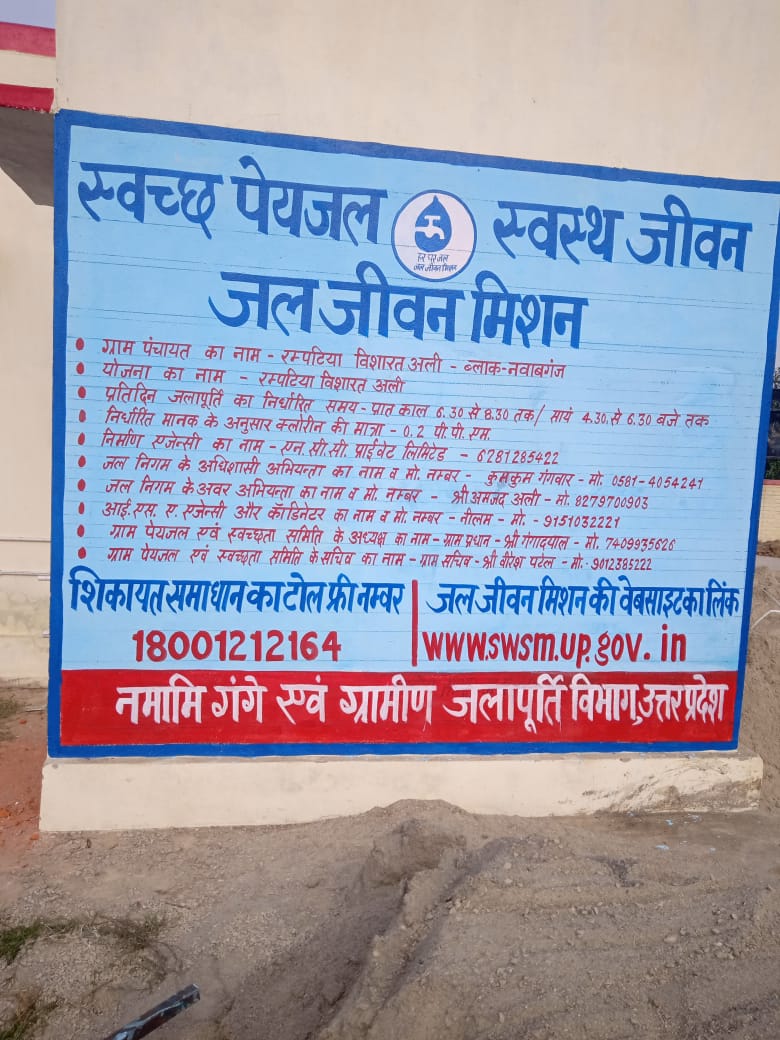 स्वच्छ पेयजल स्वस्थ जीवन
हर घर जल
जल जीवन मिशन
जल जीवन मिशन
• ग्राम पंचायत का नाम - रम्पटिया विशारत अली - ब्लाक-नवाबगंज
• योजना का नाम - रम्पटिया विशारत अली
• प्रतिदिन जलापूर्ति का निर्धारित समय - प्रात काल 6.30 से 8.30 तक / सायं 4.30 से 6.30 बजे तक
• निर्धारित मानक के अनुसार क्लोरीन की मात्रा - 0.2 पी.पी.एम.
• निर्माण एजेन्सी का नाम - एन.सी.सी. प्राईवेट लिमिटेड - 6281285422
• जल निगम के अधिशासी अभियन्ता का नाम व मो. नम्बर - कुमकुम गंगवार - मो. 0581-4054241
• जल निगम के अवर अभियन्ता का नाम व मो. नम्बर - श्री अमजद अली - मो. 8279700903
• आई.एस.ए. एजेन्सी और कॉडिनेटर का नाम व मो. नम्बर - नीलम - मो. - 9151032221
• ग्राम पेयजल एवं स्वच्छता समिति के अध्यक्ष का नाम - ग्राम प्रधान - श्री गंगादयाल - मो. 7409935626
• ग्राम पेयजल एवं स्वच्छता समिति के सचिव का नाम - ग्राम सचिव - श्री वीरेश पटेल - मो. 9012385222
शिकायत समाधान का टोल फ्री नम्बर | जल जीवन मिशन की वेबसाइट का लिंक
18001212164 | www.swsm.up.gov.in
नमामि गंगे एवं ग्रामीण जलापूर्ति विभाग, उत्तर प्रदेश